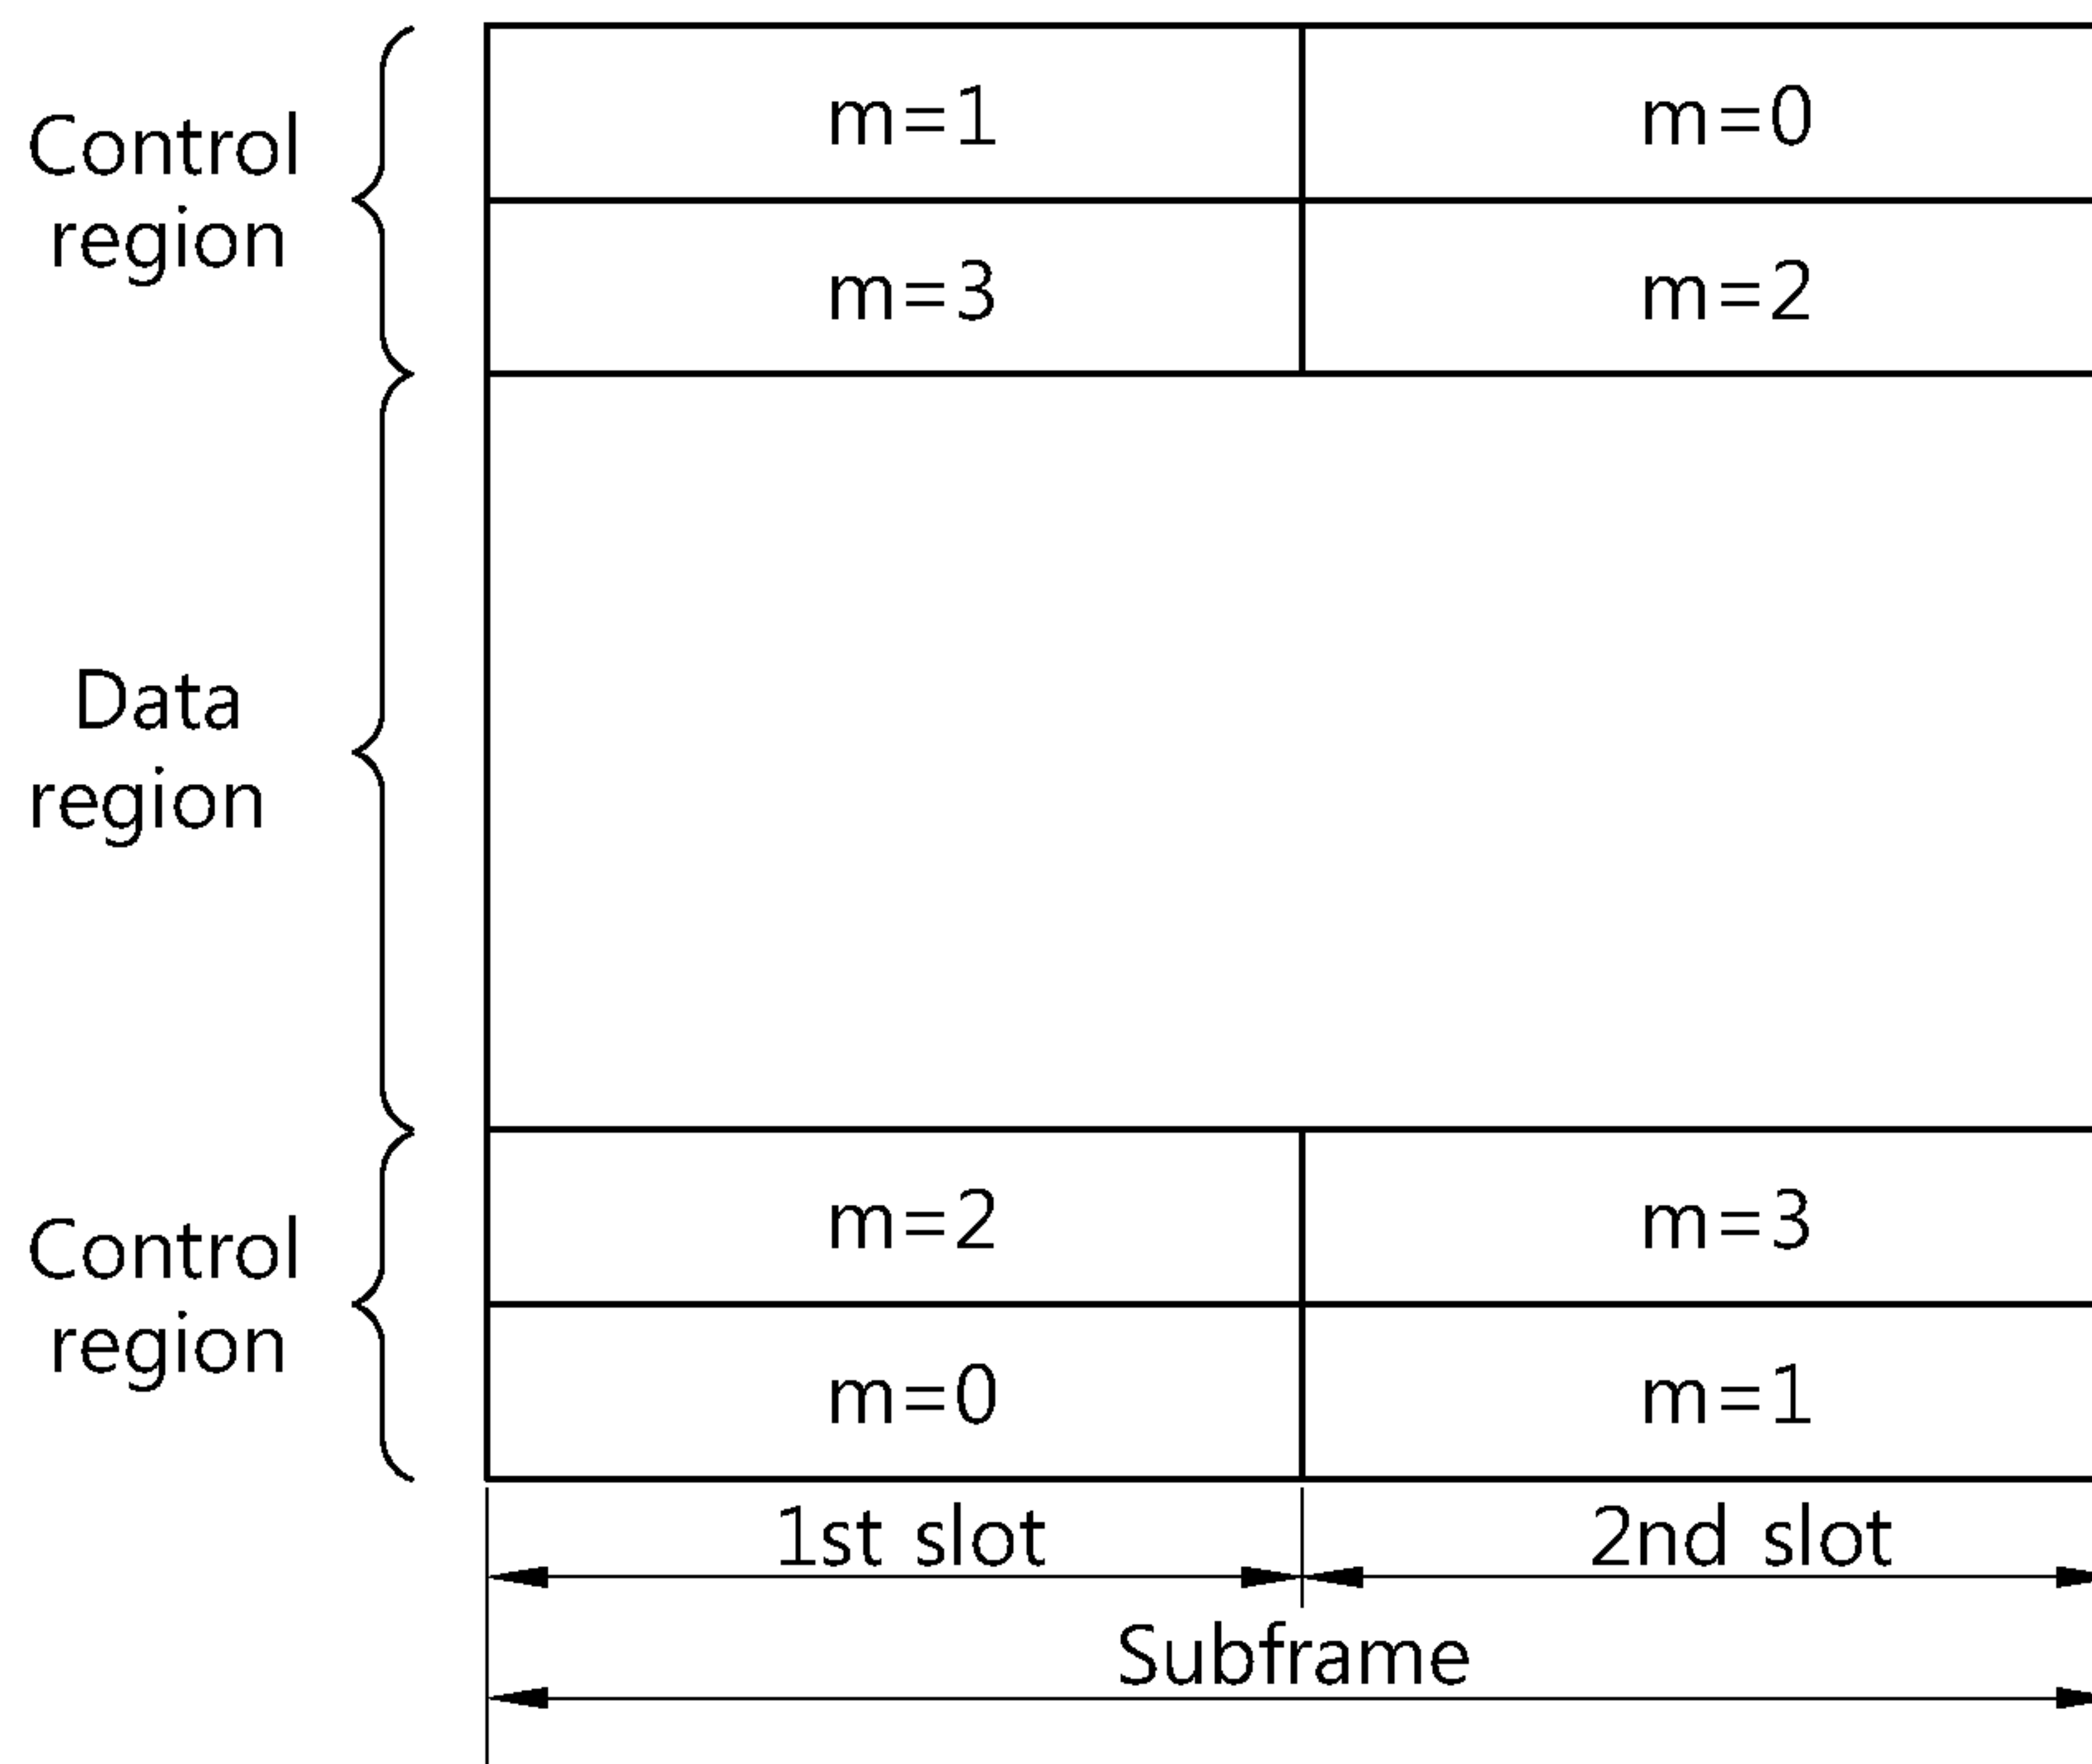 Control
region
m=1
m=0
m=3
m=2
Data
region
Control
region
m=2
m=3
m=0
m=1
1st slot
2nd slot
Subframe